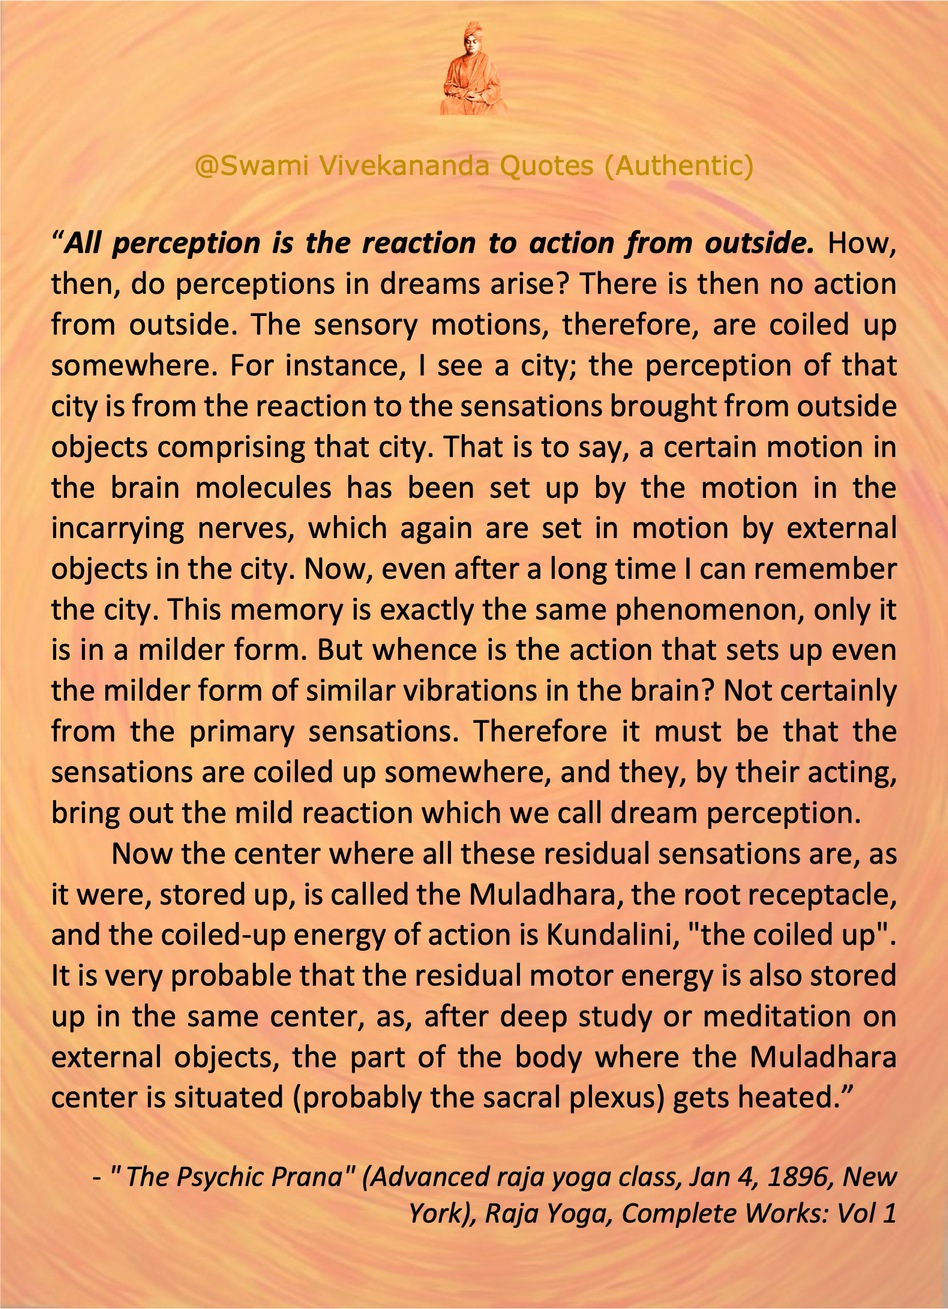 @Swami Vivekananda Quotes (Authentic)
“All perception is the reaction to action from outside. How,
then, do perceptions in dreams arise? There is then no action
from outside. The sensory motions, therefore, are coiled up
somewhere. For instance, I see a city; the perception of that
city is from the reaction to the sensations brought from outside
objects comprising that city. That is to say, a certain motion in
the brain molecules has been set up by the motion in the
incarrying nerves, which again are set in motion by external
objects in the city. Now, even after a long time I can remember
the city. This memory is exactly the same phenomenon, only it
is in a milder form. But whence is the action that sets up even
the milder form of similar vibrations in the brain? Not certainly
from the primary sensations. Therefore it must be that the
sensations are coiled up somewhere, and they, by their acting,
bring out the mild reaction which we call dream perception.
Now the center where all these residual sensations are, as
it were, stored up, is called the Muladhara, the root receptacle,
and the coiled-up energy of action is Kundalini, "the coiled up".
It is very probable that the residual motor energy is also stored
up in the same center, as, after deep study or meditation on
external objects, the part of the body where the Muladhara
center is situated (probably the sacral plexus) gets heated.”
- " The Psychic Prana" (Advanced raja yoga class, Jan 4, 1896, New
York), Raja Yoga, Complete Works: Vol 1